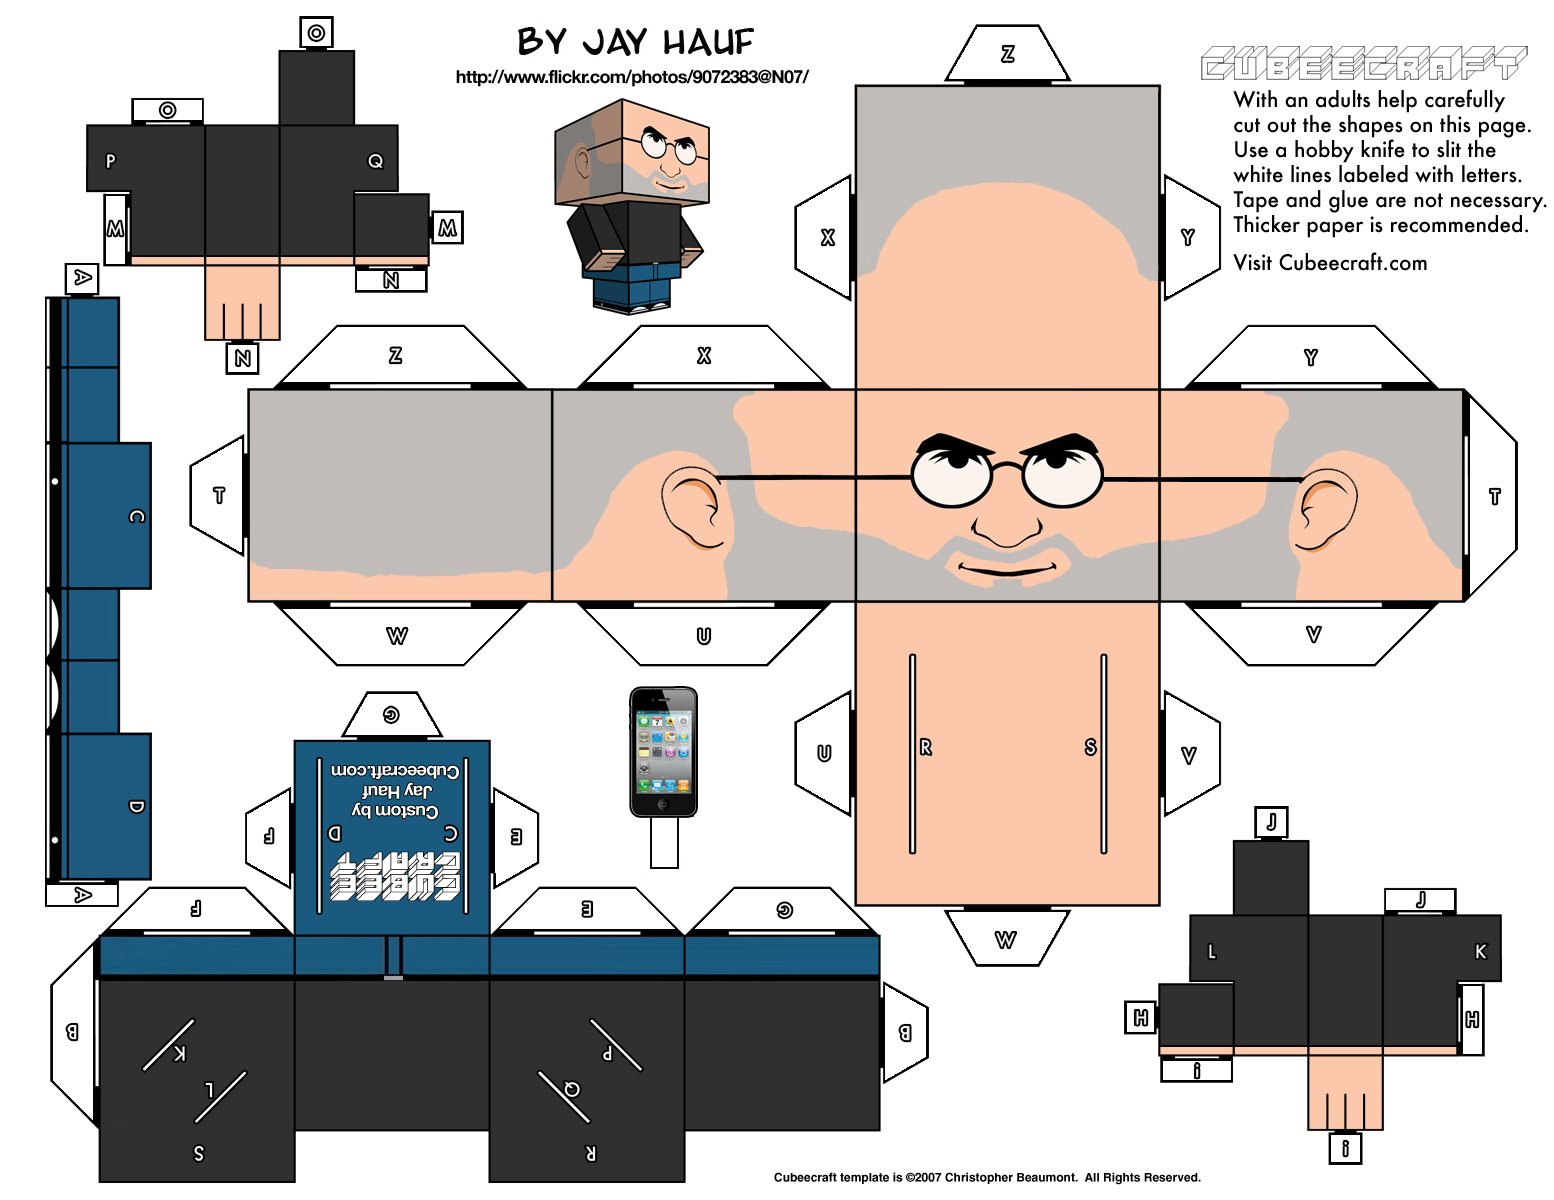 O
BY JAY HAUF
http://www.flickr.com/photos/9072383@N07/
Z
CUBEECRAFT
With an adults help carefully
cut out the shapes on this page.
Use a hobby knife to slit the
white lines labeled with letters.
Tape and glue are not necessary.
Thicker paper is recommended.
Visit Cubeecraft.com
O
P
Q
M
M
N
N
A
X
Y
Z
X
Y
T
T
C
W
U
V
G
U
R
S
V
D
A
F
E
Custom by
Jay Hauf
Cubeecraft.com
C
D
CUBEE
CRAFT
F
E
G
W
J
J
L
K
H
H
i
i
B
K
L
S
P
Q
R
B
Cubeecraft template is ©2007 Christopher Beaumont. All Rights Reserved.